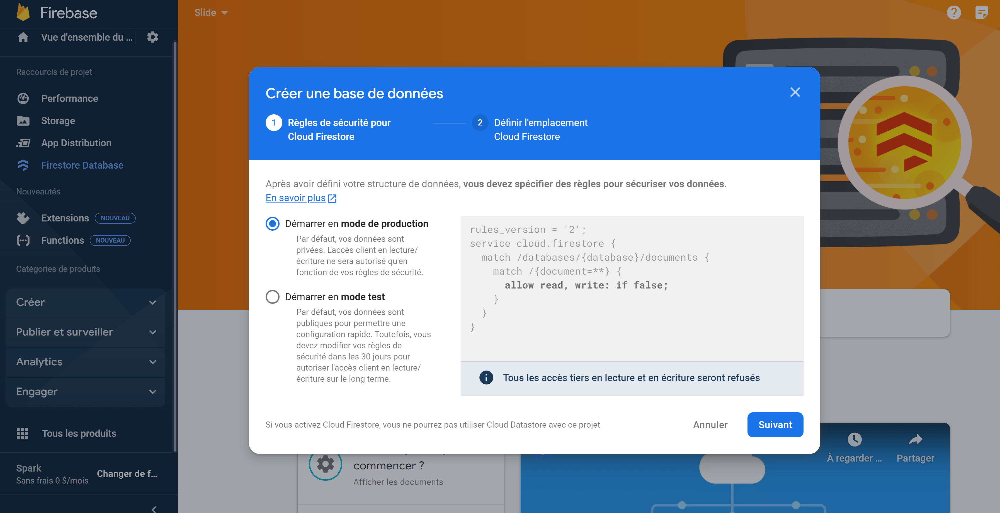 Firebase
Vue d'ensemble du ...
Raccourcis de projet
Performance
Storage
App Distribution
Firestore Database
Nouveautés
Extensions NOUVEAU
Functions NOUVEAU
Catégories de produits
Créer
Publier et surveiller
Analytics
Engager
Tous les produits
Spark
Sans frais 0 $/mois
Changer de f...
Slide
Créer une base de données
1 Règles de sécurité pour
Cloud Firestore
2 Définir l'emplacement
Cloud Firestore
Après avoir défini votre structure de données, vous devez spécifier des règles pour sécuriser vos données.
En savoir plus
Démarrer en mode de production
Par défaut, vos données sont
privées. L'accès client en lecture/
écriture ne sera autorisé qu'en
fonction de vos règles de sécurité.
Démarrer en mode test
Par défaut, vos données sont
publiques pour permettre une
configuration rapide. Toutefois, vous
devez modifier vos règles de
sécurité dans les 30 jours pour
autoriser l'accès client en lecture/
écriture sur le long terme.
rules_version = '2';
service cloud.firestore {
match /databases/{database}/documents {
match /{document=**} {
allow read, write: if false;
}
}
}
Tous les accès tiers en lecture et en écriture seront refusés
Si vous activez Cloud Firestore, vous ne pourrez pas utiliser Cloud Datastore avec ce projet
Annuler
Suivant
commencer ?
Afficher les documents
À regarder ...
Partager